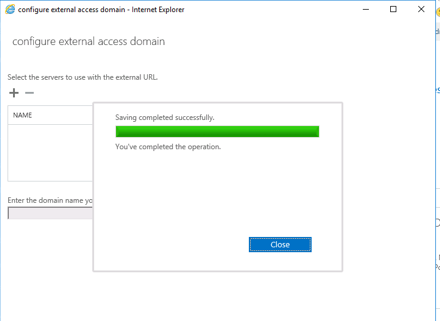 configure external access domain - Internet Explorer
configure external access domain
Select the servers to use with the external URL.
NAME
Saving completed successfully.
You've completed the operation.
Enter the domain name yo
Close